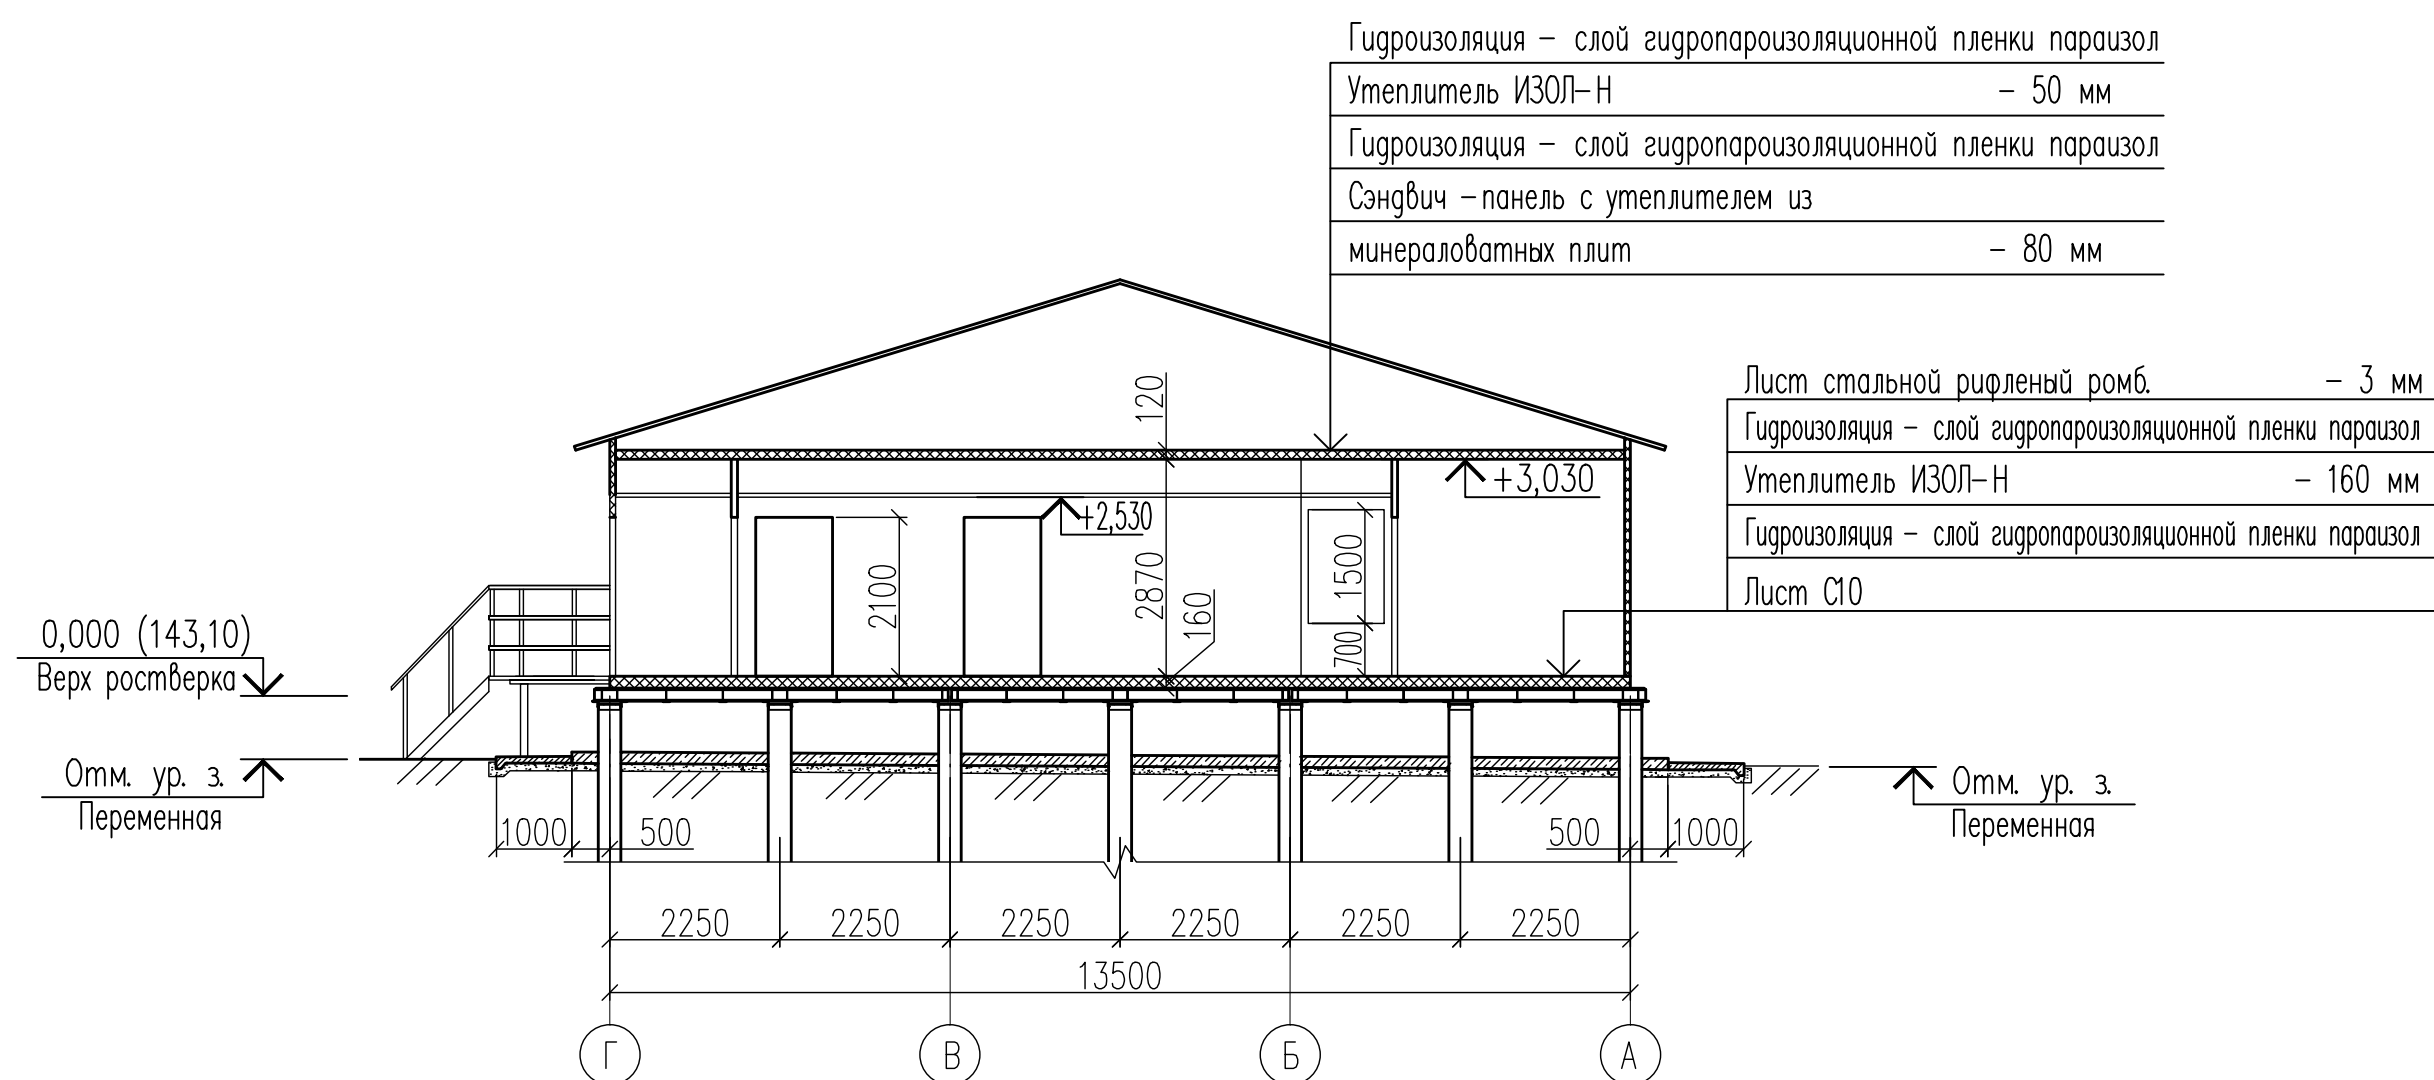 Гидроизоляция – слой гидропароизоляционной пленки параизол
Утеплитель ИЗОЛ-Н – 50 мм
Гидроизоляция – слой гидропароизоляционной пленки параизол
Сэндвич -панель с утеплителем из
минераловатных плит – 80 мм
Лист стальной рифленый ромб. – 3 мм
Гидроизоляция – слой гидропароизоляционной пленки параизол
Утеплитель ИЗОЛ-Н – 160 мм
Гидроизоляция – слой гидропароизоляционной пленки параизол
Лист С10
120
+3,030
+2,530
2100
2870
160
1500
700
0,000 (143,10)
Верх ростверка
Отм. ур. з.
Переменная
Отм. ур. з.
Переменная
1000 500
500 1000
2250 2250 2250 2250 2250 2250
13500
Г В Б А